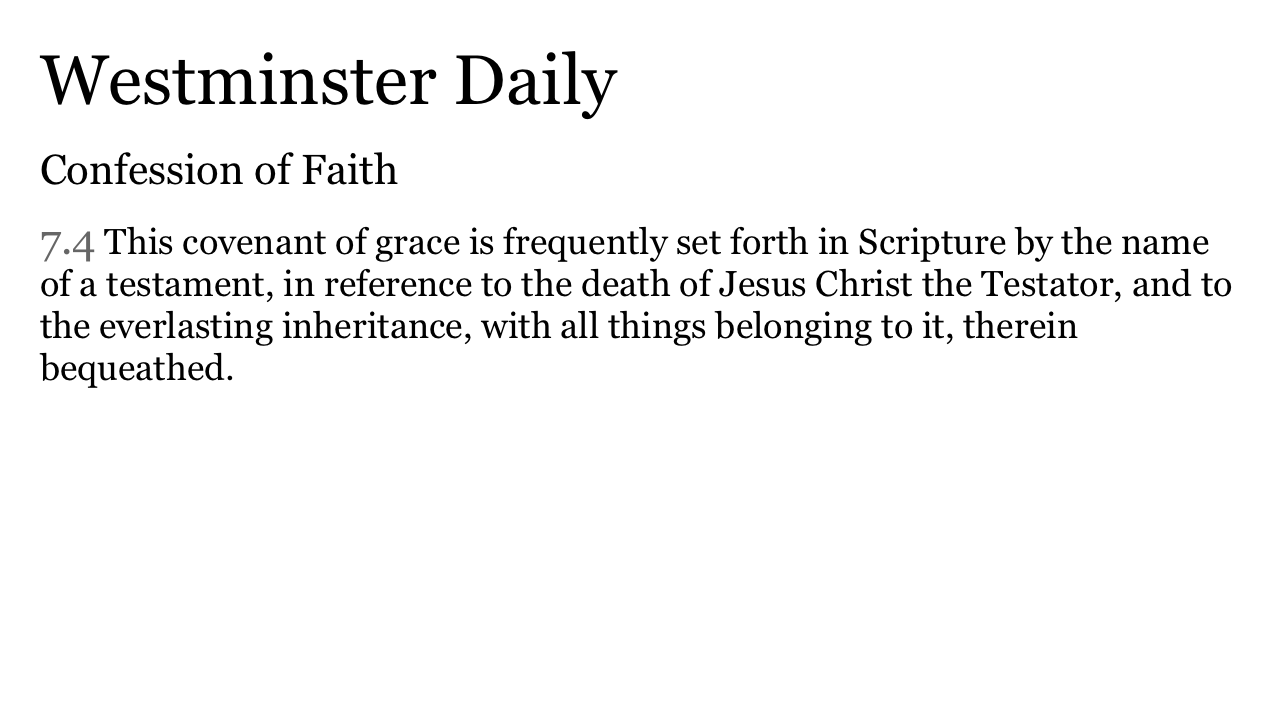 Westminster Daily
Confession of Faith
7.4 This covenant of grace is frequently set forth in Scripture by the name
of a testament, in reference to the death of Jesus Christ the Testator, and to
the everlasting inheritance, with all things belonging to it, therein
bequeathed.